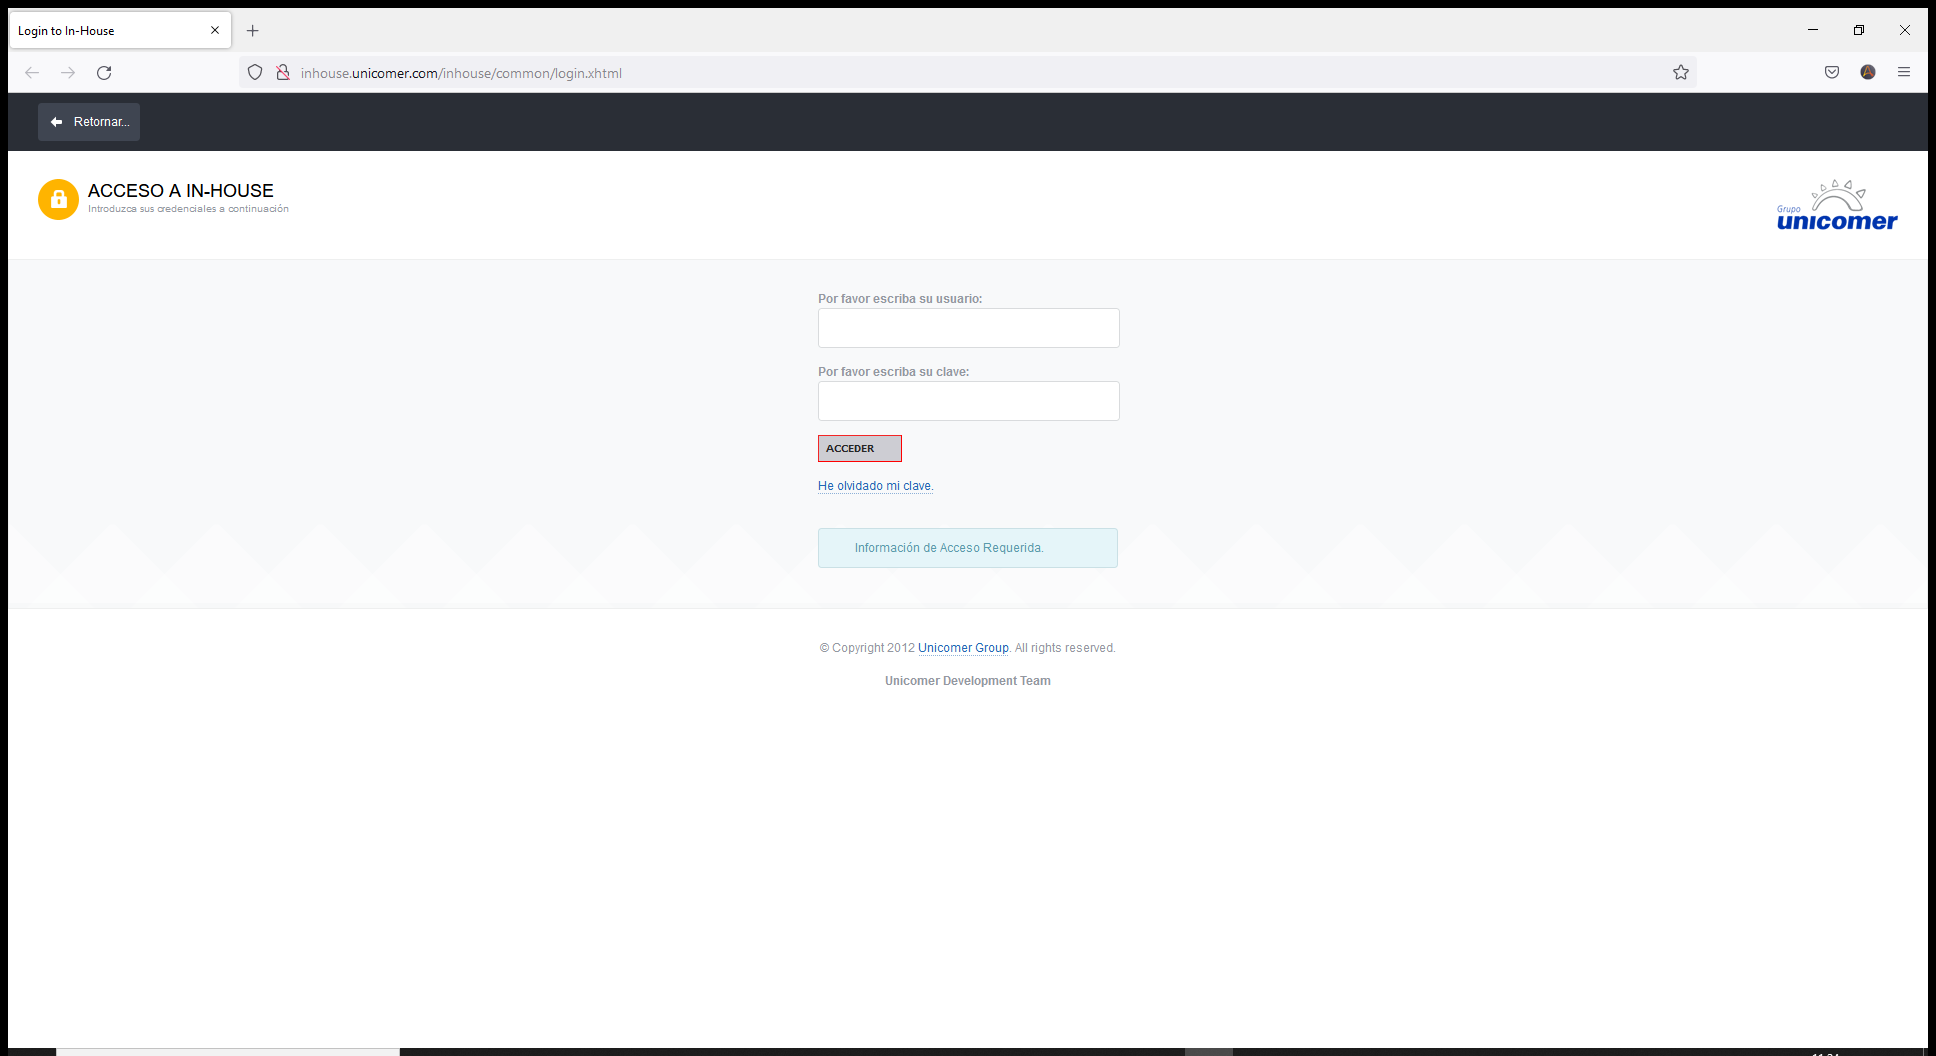 Login to In-House
inhouse.unicomer.com/inhouse/common/login.xhtml
Retornar...
ACCESO A IN-HOUSE
Introduzca sus credenciales a continuación
Grupo
unicomer
Por favor escriba su usuario:
Por favor escriba su clave:
ACCEDER
He olvidado mi clave.
Información de Acceso Requerida.
© Copyright 2012 Unicomer Group. All rights reserved.
Unicomer Development Team